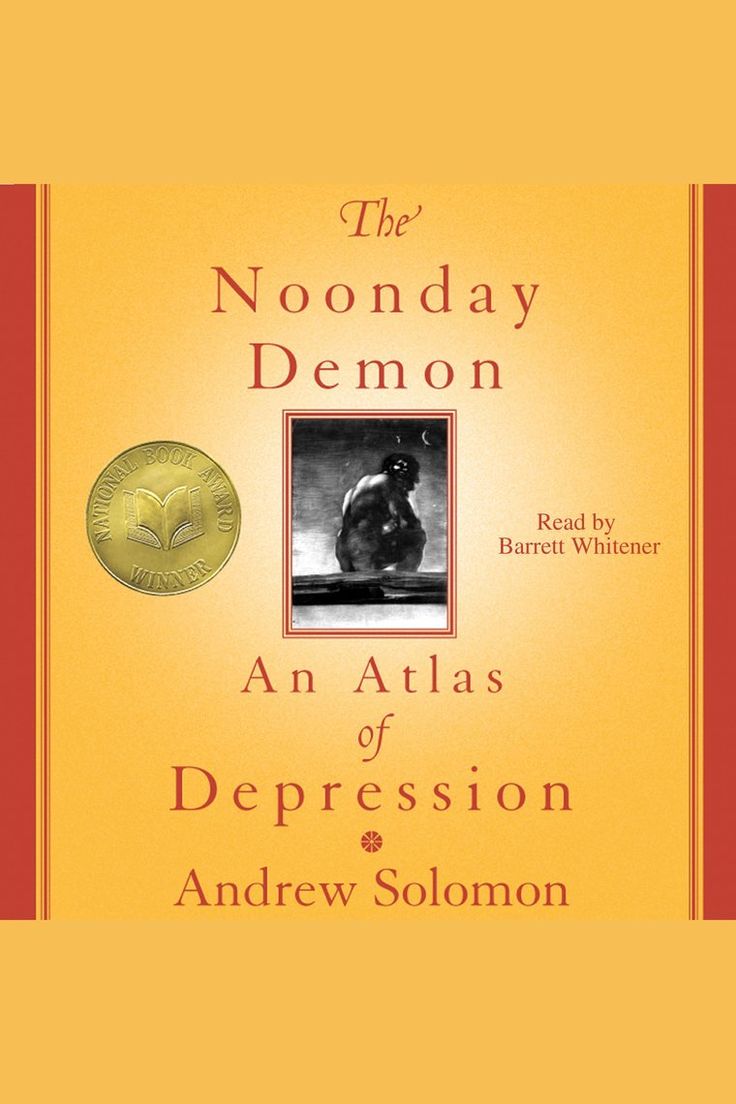 The
Noonday
Demon
NATIONAL BOOK AWARD
WINNER
Read by
Barrett Whitener
An Atlas
of
Depression
Andrew Solomon